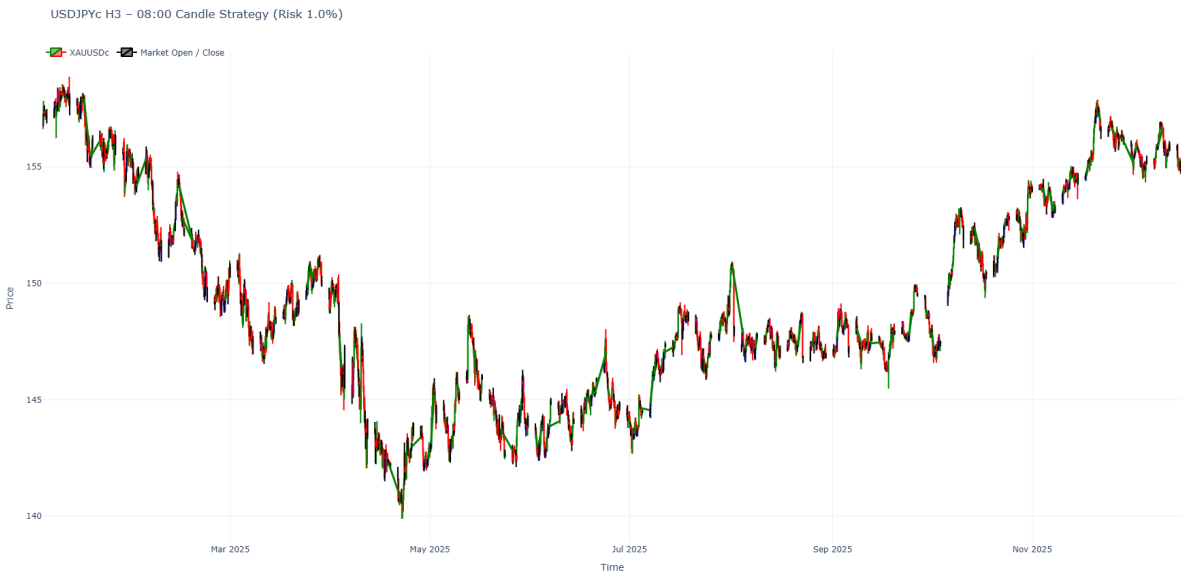 USDJPYc H3 – 08:00 Candle Strategy (Risk 1.0%)
XAUUSDc Market Open / Close
155
150
Price
145
140
Mar 2025 May 2025 Jul 2025 Sep 2025 Nov 2025
Time